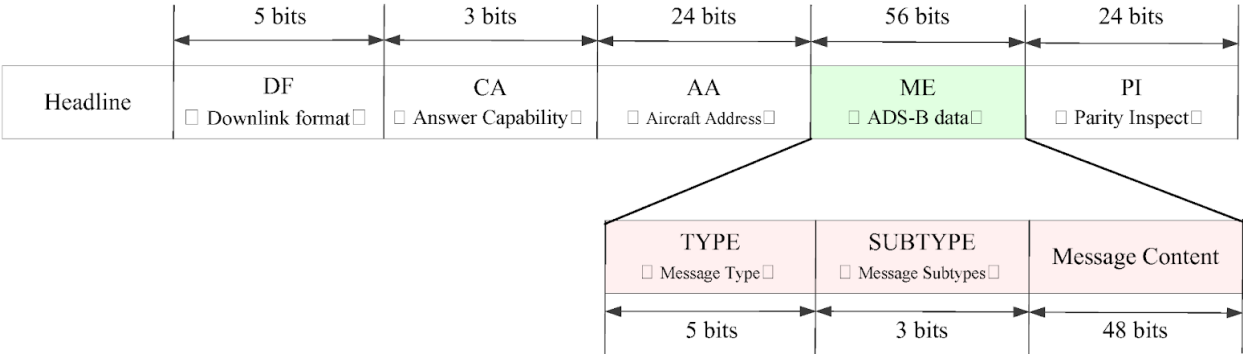 5 bits 3 bits 24 bits 56 bits 24 bits
Headline DF CA AA ME PI
□ Downlink format□ □ Answer Capability□ □ Aircraft Address□ □ ADS-B data□ □ Parity Inspect□
TYPE SUBTYPE Message Content
□ Message Type□ □ Message Subtypes□
5 bits 3 bits 48 bits